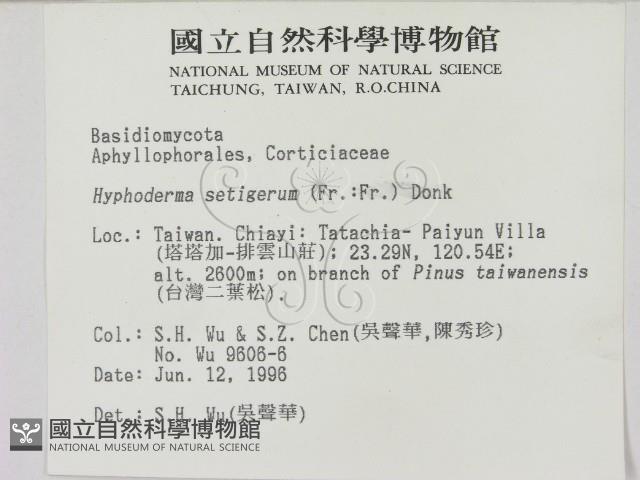 國立自然科學博物館
NATIONAL MUSEUM OF NATURAL SCIENCE
TAICHUNG, TAIWAN, R.O.CHINA
Basidiomycota
Aphyllophorales, Corticiaceae
Hyphoderma setigerum (Fr.:Fr.) Donk
Loc.: Taiwan. Chiayi: Tatachia- Paiyun Villa
(塔塔加-排雲山莊); 23.29N, 120.54E;
alt. 2600m; on branch of Pinus taiwanensis
(台灣二葉松).
Col.: S.H. Wu & S.Z. Chen(吳聲華,陳秀珍)
No. Wu 9606-6
Date: Jun. 12, 1996
Det.: S.H. Wu(吳聲華)
國立自然科學博物館
NATIONAL MUSEUM OF NATURAL SCIENCE